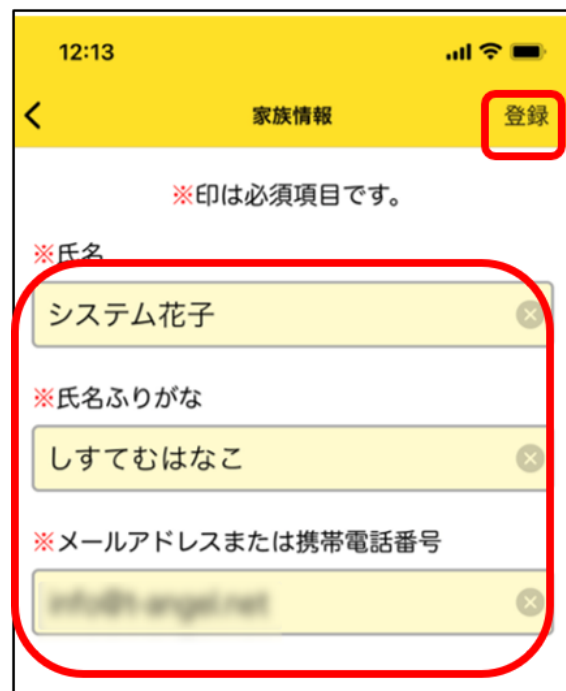 12:13
家族情報
登録
※印は必須項目です。
※氏名
システム花子
※氏名ふりがな
しすてむはなこ
※メールアドレスまたは携帯電話番号